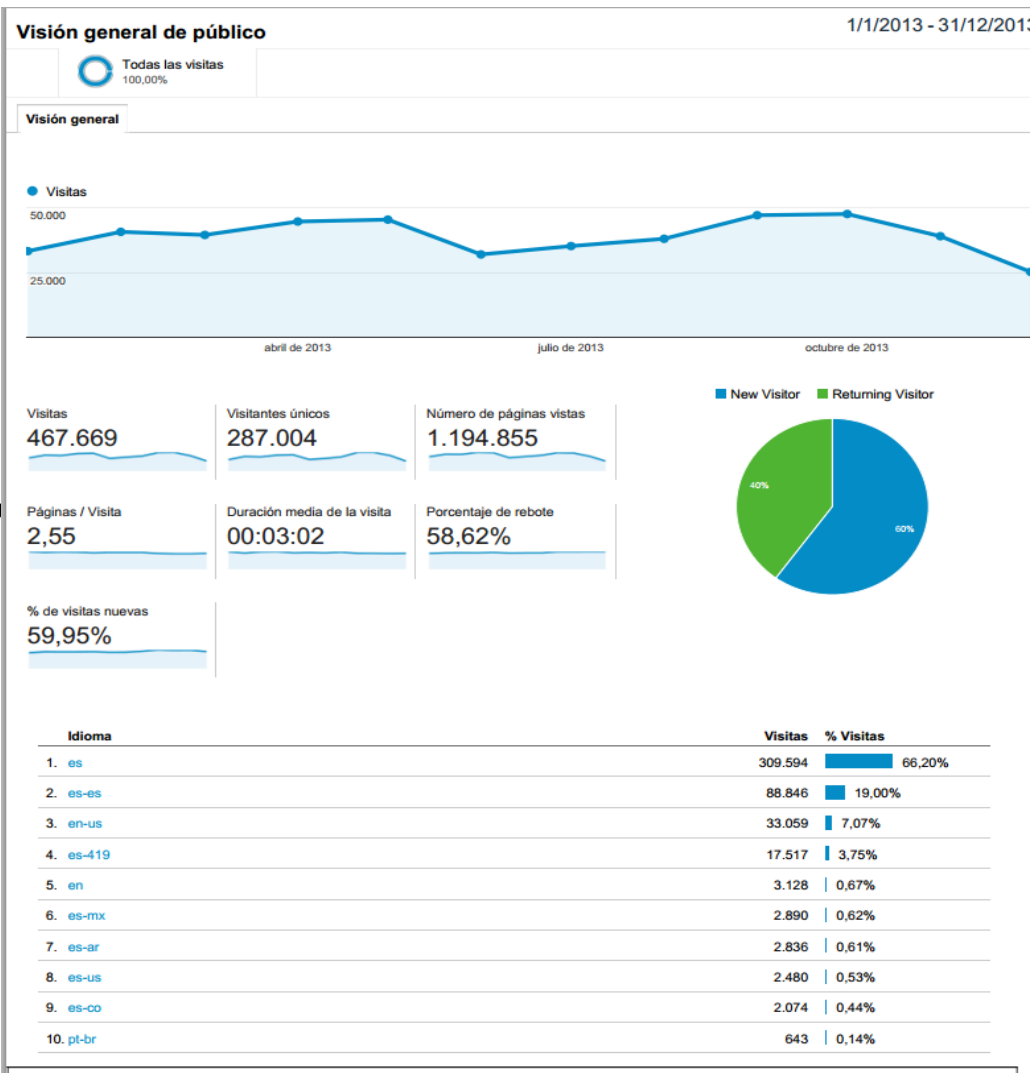 Visión general de público
1/1/2013 - 31/12/2013
Todas las visitas
100,00%
Visión general
Visitas
50.000
25.000
abril de 2013 julio de 2013 octubre de 2013
New Visitor Returning Visitor
Visitas Visitantes únicos Número de páginas vistas
467.669 287.004 1.194.855
40%
60%
Páginas / Visita Duración media de la visita Porcentaje de rebote
2,55 00:03:02 58,62%
% de visitas nuevas
59,95%
Idioma Visitas % Visitas
1. es 309.594 66,20%
2. es-es 88.846 19,00%
3. en-us 33.059 7,07%
4. es-419 17.517 3,75%
5. en 3.128 0,67%
6. es-mx 2.890 0,62%
7. es-ar 2.836 0,61%
8. es-us 2.480 0,53%
9. es-co 2.074 0,44%
10. pt-br 643 0,14%